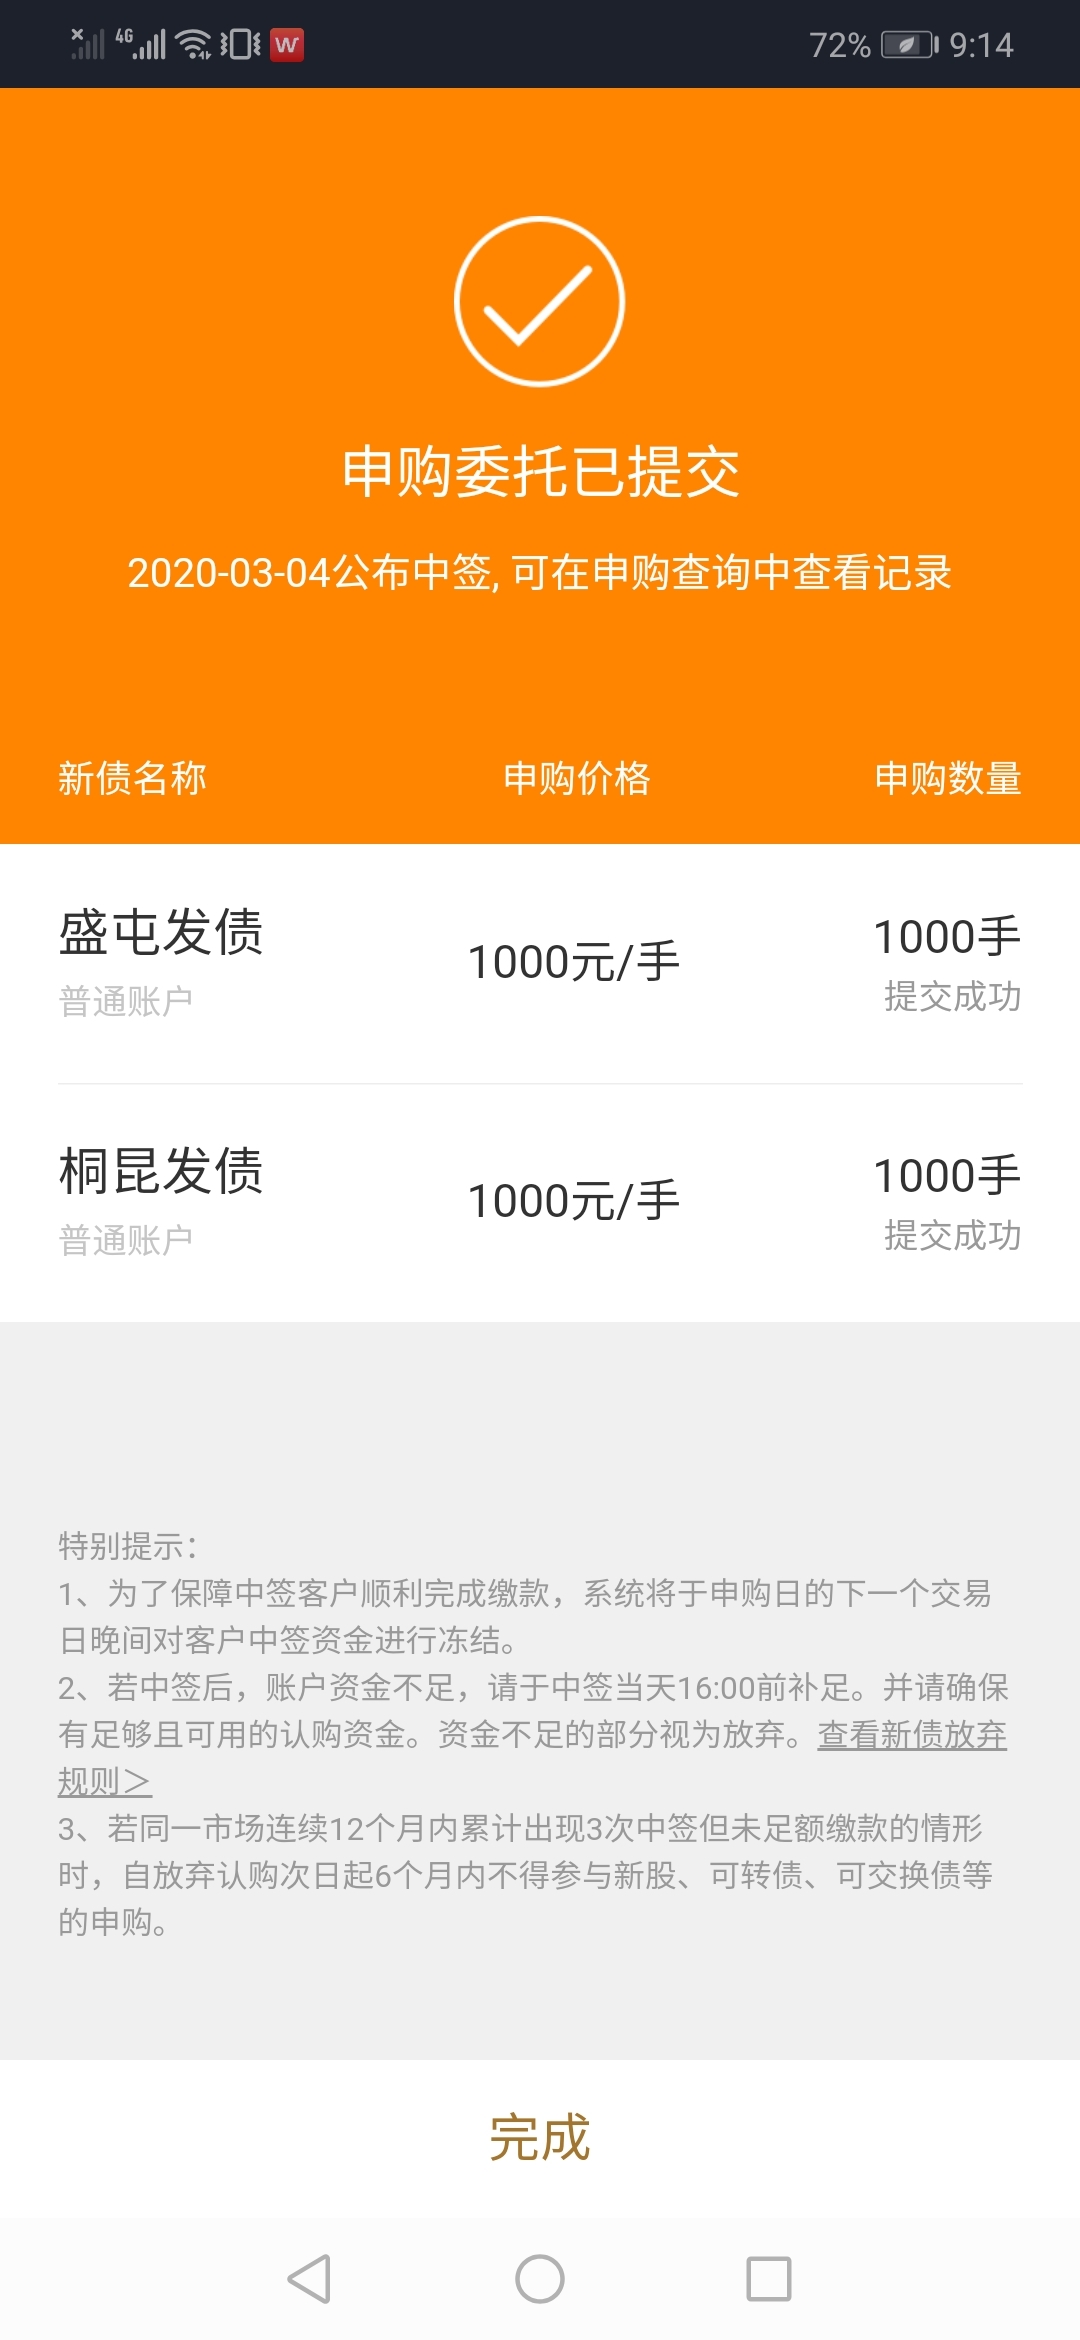 4G
W
72%
9:14
申购委托已提交
2020-03-04公布中签, 可在申购查询中查看记录
新债名称 申购价格 申购数量
盛屯发债 1000元/手 1000手
普通账户 提交成功
桐昆发债 1000元/手 1000手
普通账户 提交成功
特别提示：
1、为了保障中签客户顺利完成缴款，系统将于申购日的下一个交易
日晚间对客户中签资金进行冻结。
2、若中签后，账户资金不足，请于中签当天16:00前补足。并请确保
有足够且可用的认购资金。资金不足的部分视为放弃。查看新债放弃
规则＞
3、若同一市场连续12个月内累计出现3次中签但未足额缴款的情形
时，自放弃认购次日起6个月内不得参与新股、可转债、可交换债等
的申购。
完成